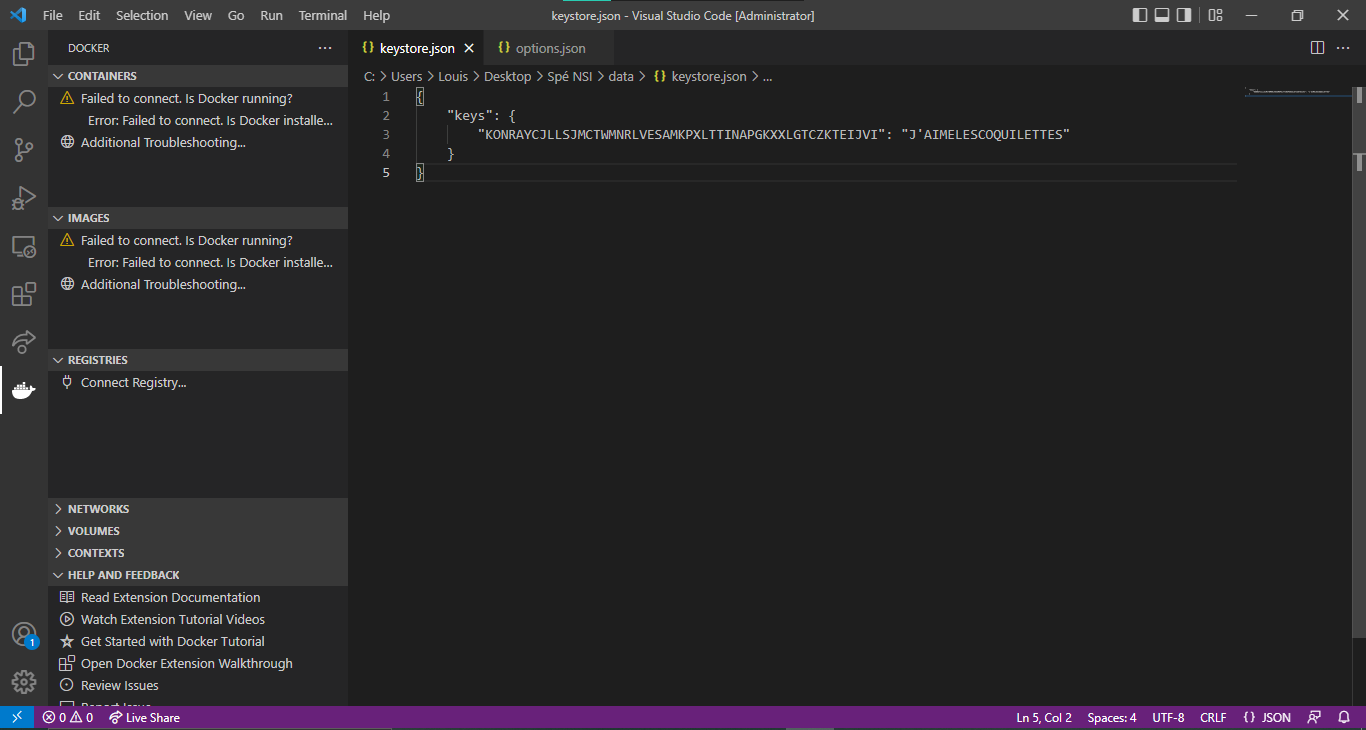 File Edit Selection View Go Run Terminal Help
keystore.json - Visual Studio Code [Administrator]
DOCKER
CONTAINERS
Failed to connect. Is Docker running?
Error: Failed to connect. Is Docker installe...
Additional Troubleshooting...
IMAGES
Failed to connect. Is Docker running?
Error: Failed to connect. Is Docker installe...
Additional Troubleshooting...
REGISTRIES
Connect Registry...
NETWORKS
VOLUMES
CONTEXTS
HELP AND FEEDBACK
Read Extension Documentation
Watch Extension Tutorial Videos
Get Started with Docker Tutorial
Open Docker Extension Walkthrough
Review Issues
Report Issue
1
{} keystore.json
{} options.json
C: > Users > Louis > Desktop > Spé NSI > data > {} keystore.json > ...
1 {
2 "keys": {
3 "KONRAYCJLLSJMCTWMNRLVESAMKPXLTTINAPGKXXLGTCZKTEIJVI": "J'AIMELESCOQUILETTES"
4 }
5 }
0 0 Live Share
Ln 5, Col 2 Spaces: 4 UTF-8 CRLF {} JSON